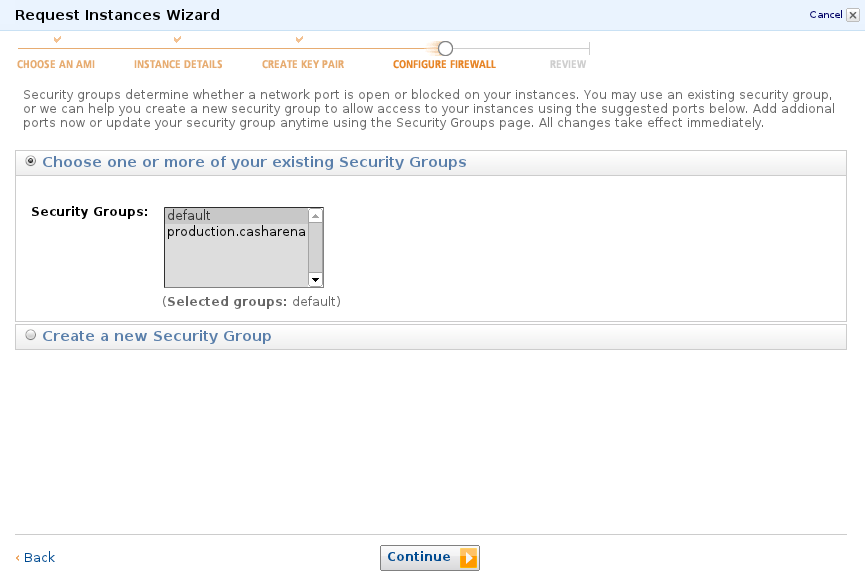 Request Instances Wizard
Cancel
CHOOSE AN AMI INSTANCE DETAILS CREATE KEY PAIR CONFIGURE FIREWALL REVIEW
Security groups determine whether a network port is open or blocked on your instances. You may use an existing security group,
or we can help you create a new security group to allow access to your instances using the suggested ports below. Add addional
ports now or update your security group anytime using the Security Groups page. All changes take effect immediately.
Choose one or more of your existing Security Groups
Security Groups:
default
production.casharena
(Selected groups: default)
Create a new Security Group
‹ Back
Continue